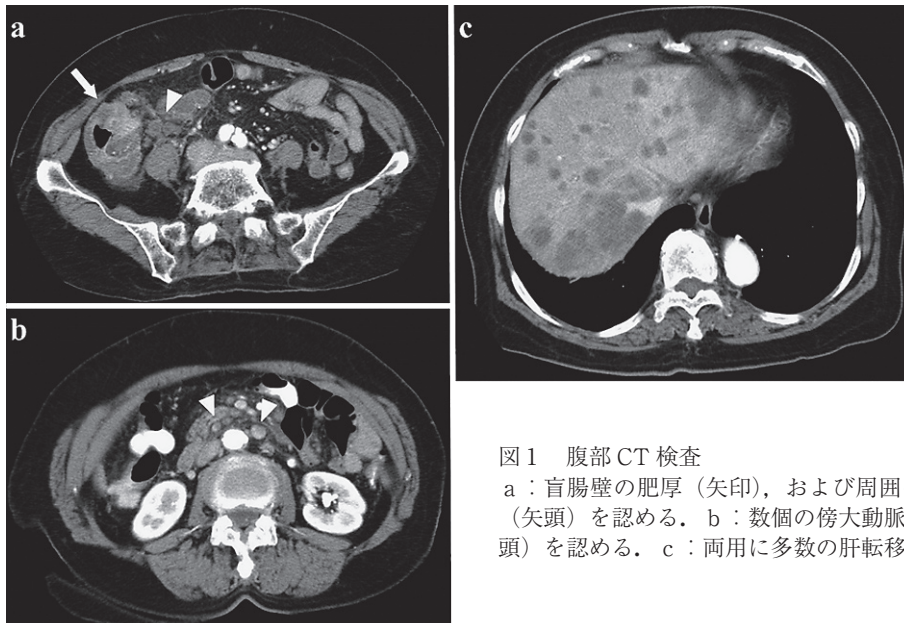 a
c
b
図1　腹部 CT 検査
a：盲腸壁の肥厚（矢印），および周囲
（矢頭）を認める．b：数個の傍大動脈
頭）を認める．c：両用に多数の肝転移